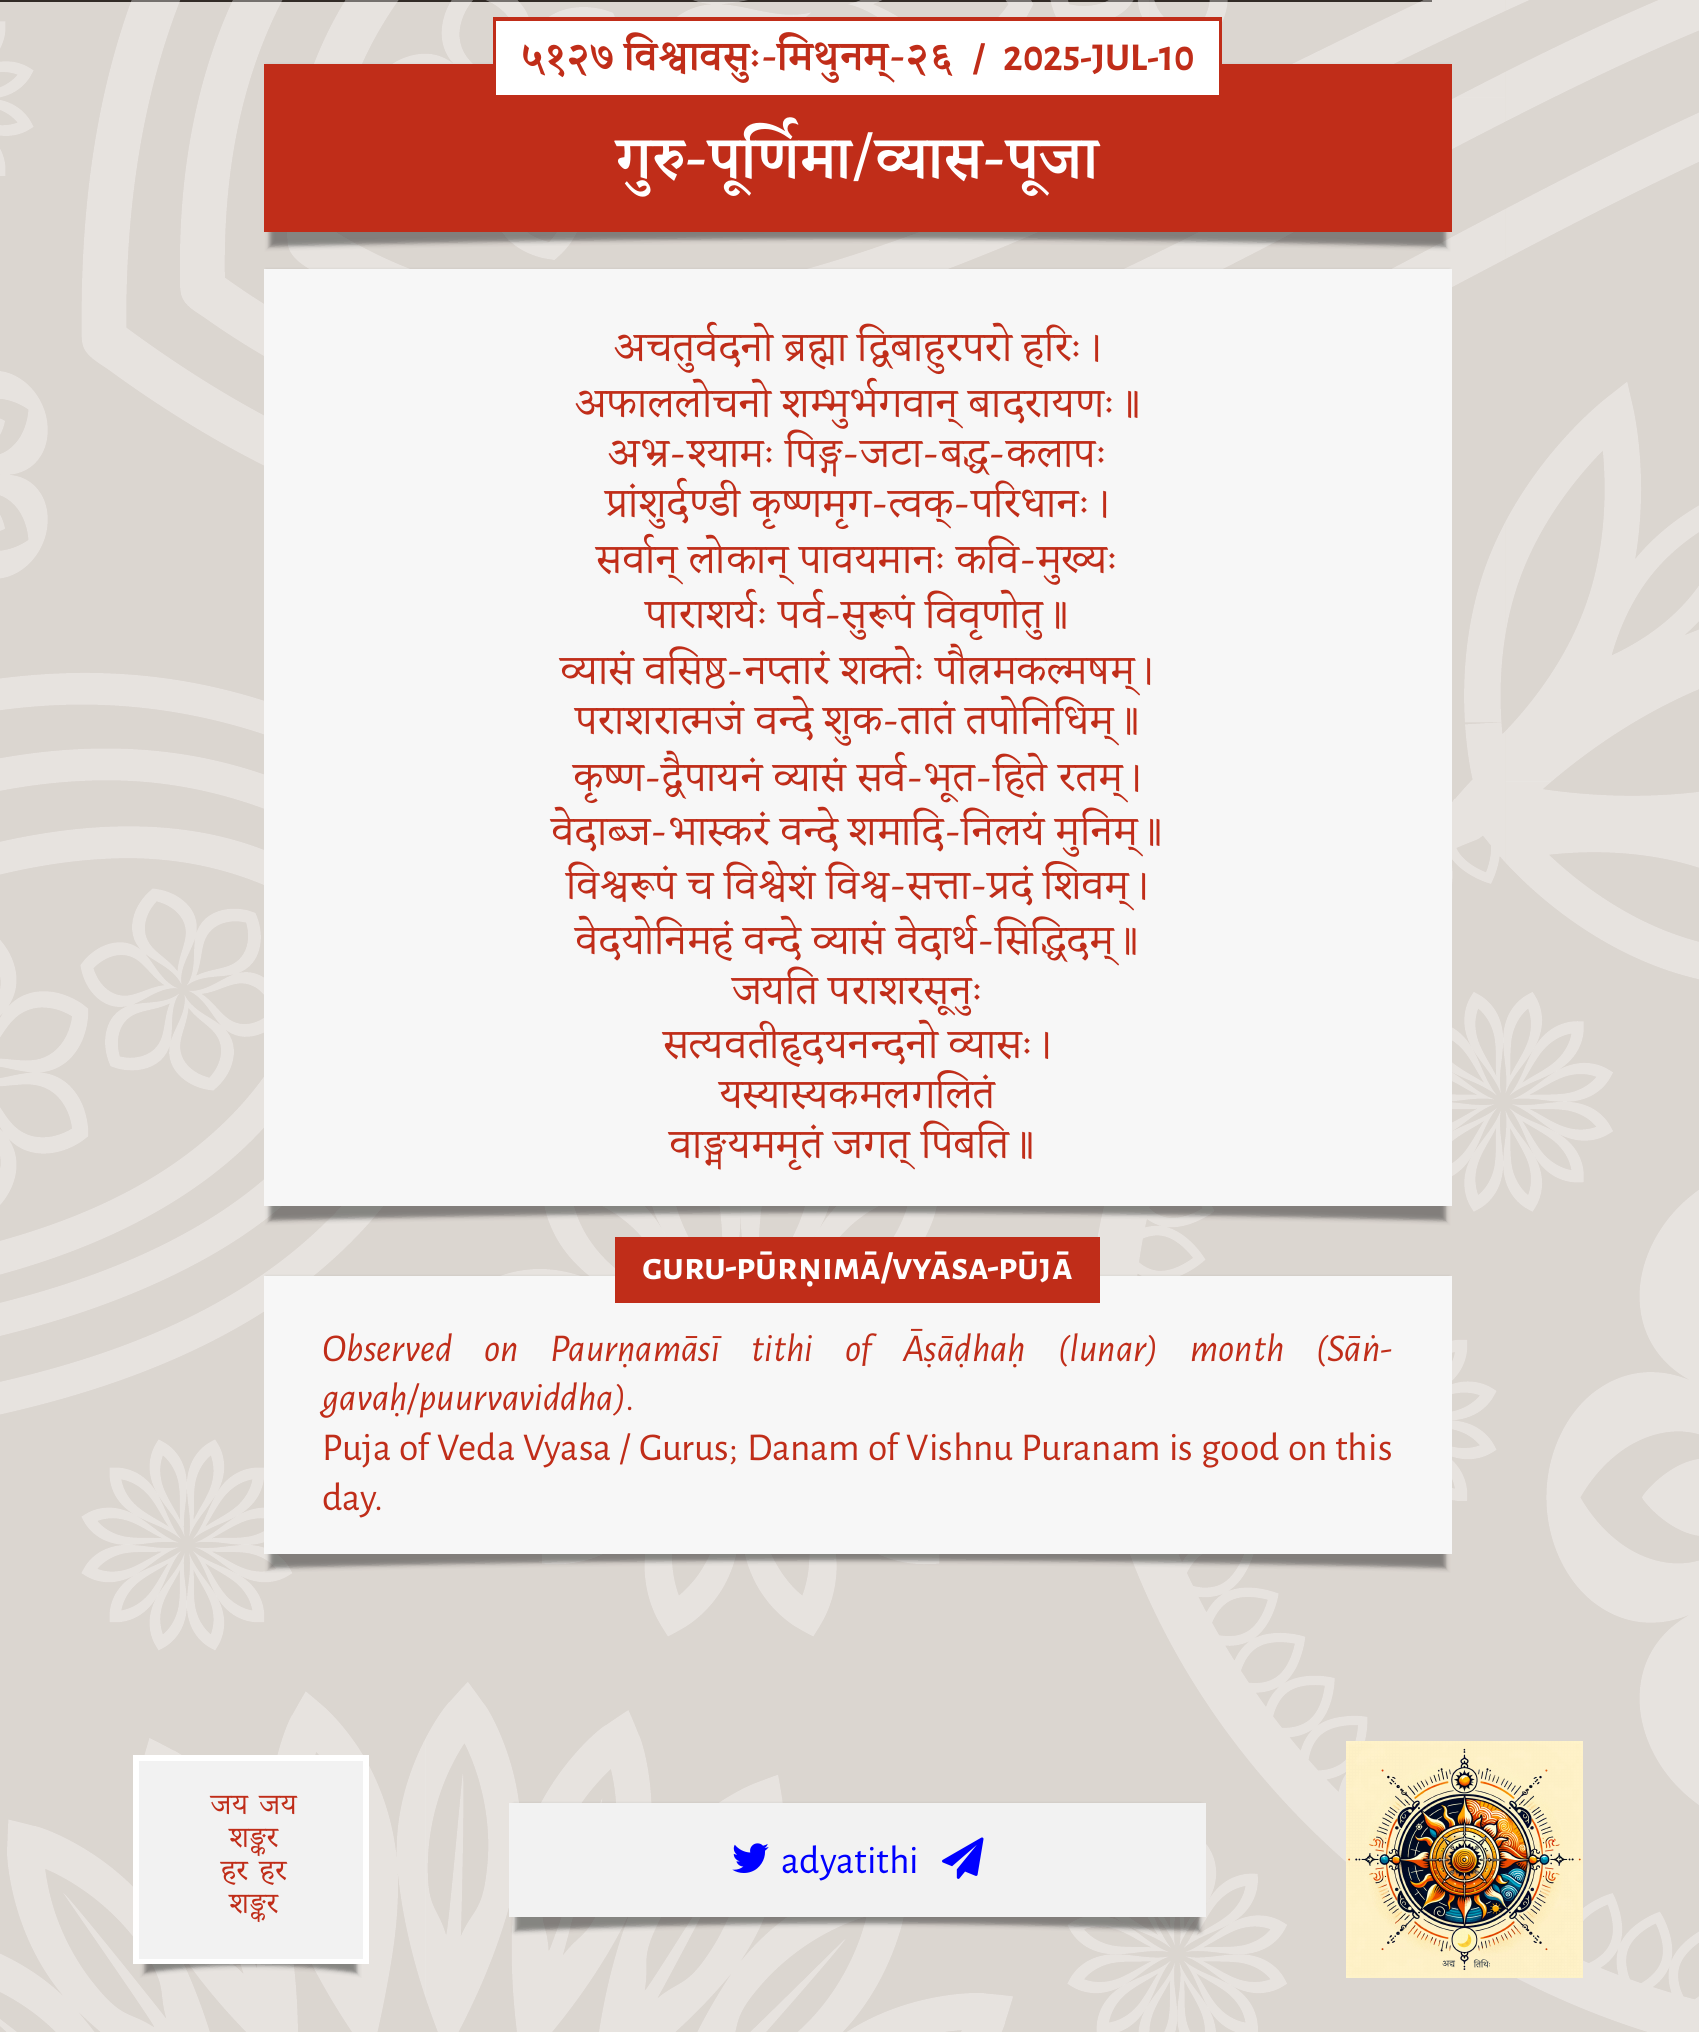 ५१२७ विश्वावसुः-मिथुनम्-२६ / 2025-JUL-10
गुरु-पूर्णिमा/व्यास-पूजा
अचतुर्वदनो ब्रह्मा द्विबाहुरपरो हरिः ।
अफाललोचनो शम्भुर्भगवान् बादरायणः ॥
अभ्र-श्यामः पिङ्ग-जटा-बद्ध-कलापः
प्रांशुर्दण्डी कृष्णमृग-त्वक्-परिधानः ।
सर्वान् लोकान् पावयमानः कवि-मुख्यः
पाराशर्यः पर्व-सुरूपं विवृणोतु ॥
व्यासं वसिष्ठ-नप्तारं शक्तेः पौत्रमकल्मषम् ।
पराशरात्मजं वन्दे शुक-तातं तपोनिधिम् ॥
कृष्ण-द्वैपायनं व्यासं सर्व-भूत-हिते रतम् ।
वेदाब्ज-भास्करं वन्दे शमादि-निलयं मुनिम् ॥
विश्वरूपं च विश्वेशं विश्व-सत्ता-प्रदं शिवम् ।
वेदयोनिमहं वन्दे व्यासं वेदार्थ-सिद्धिदम् ॥
जयति पराशरसूनुः
सत्यवतीहृदयनन्दनो व्यासः ।
यस्यास्यकमलगलितं
वाङ्मयममृतं जगत् पिबति ॥
GURU-PŪRṆIMĀ/VYĀSA-PŪJĀ
Observed on Paurṇamāsī tithi of Āṣāḍhaḥ (lunar) month (Sāṅ-
gavaḥ/puurvaviddha).
Puja of Veda Vyasa / Gurus; Danam of Vishnu Puranam is good on this
day.
जय जय
शङ्कर
हर हर
शङ्कर
adyatithi
अद्य तिथिः